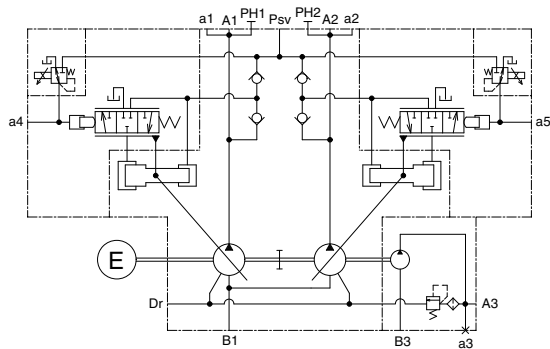 a1 A1 PH1 Psv PH2 A2 a2
a4 a5
E
Dr A3
B1 B3 a3